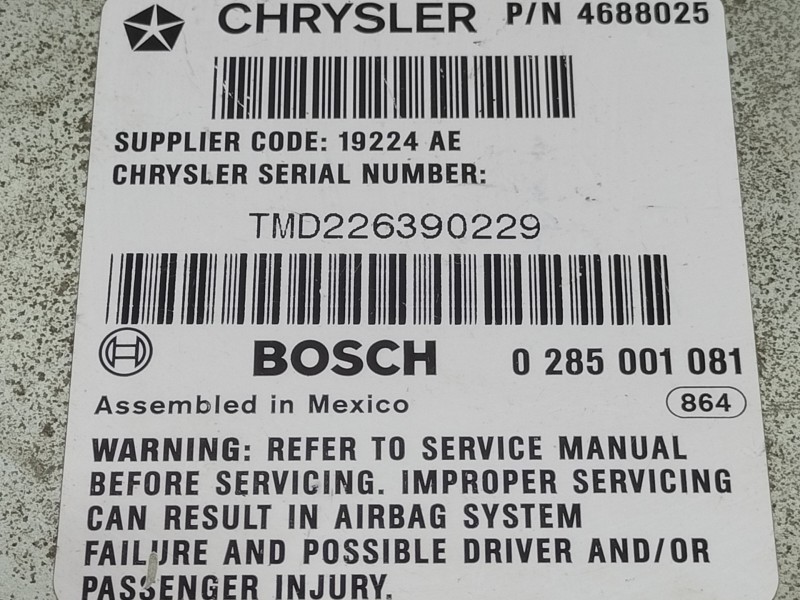 CHRYSLER P/N 4688025
SUPPLIER CODE: 19224 AE
CHRYSLER SERIAL NUMBER:
TMD226390229
BOSCH 0 285 001 081
Assembled in Mexico 864
WARNING: REFER TO SERVICE MANUAL
BEFORE SERVICING. IMPROPER SERVICING
CAN RESULT IN AIRBAG SYSTEM
FAILURE AND POSSIBLE DRIVER AND/OR
PASSENGER INJURY.